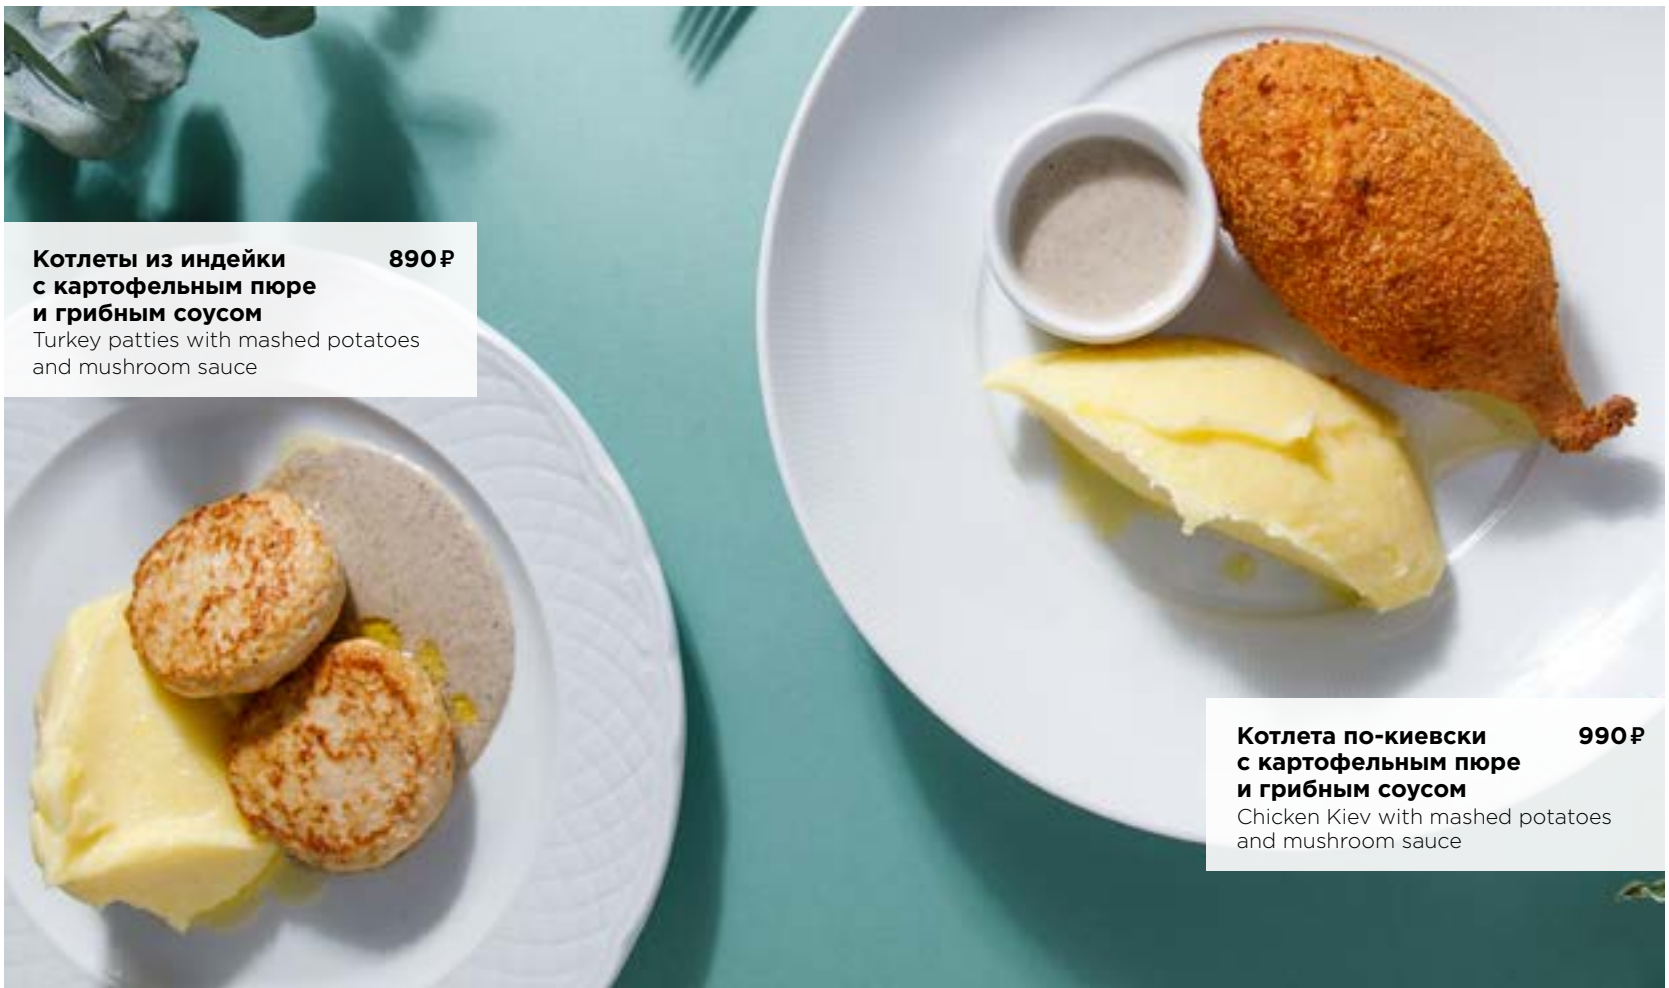 Котлеты из индейки 890₽
с картофельным пюре
и грибным соусом
Turkey patties with mashed potatoes
and mushroom sauce
Котлета по-киевски 990₽
с картофельным пюре
и грибным соусом
Chicken Kiev with mashed potatoes
and mushroom sauce